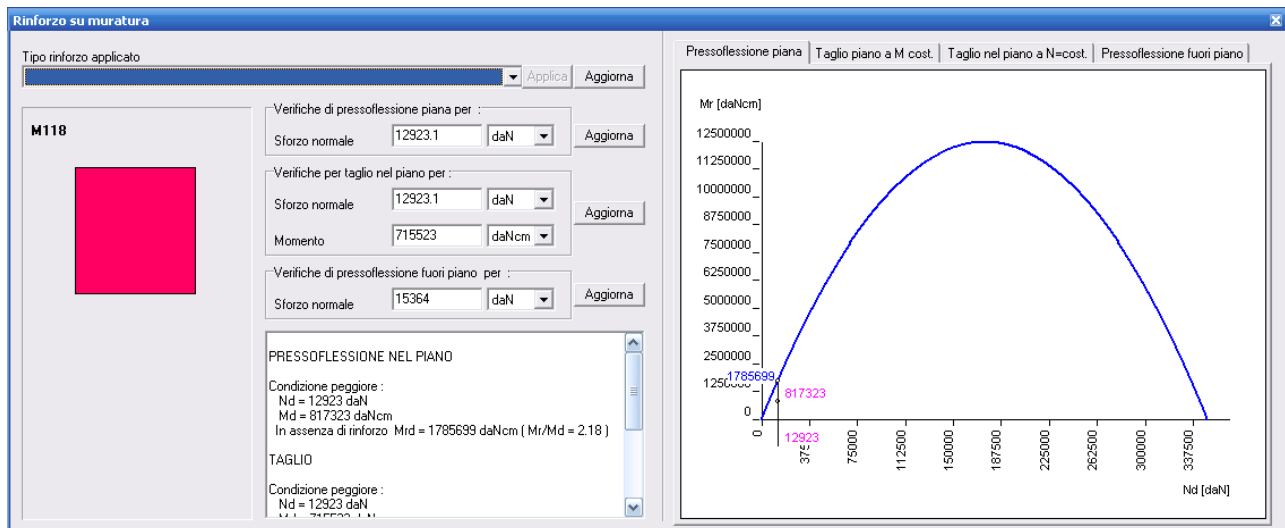 Rinforzo su muratura
Tipo rinforzo applicato
Applica
Aggiorna
M118
Verifiche di pressoflessione piana per :
Sforzo normale 12923.1 daN
Aggiorna
Verifiche per taglio nel piano per :
Sforzo normale 12923.1 daN
Momento 715523 daNcm
Aggiorna
Verifiche di pressoflessione fuori piano per :
Sforzo normale 15364 daN
Aggiorna
PRESSOFLESSIONE NEL PIANO
Condizione peggiore :
Nd = 12923 daN
Md = 817323 daNcm
In assenza di rinforzo Mrd = 1785699 daNcm ( Mr/Md = 2.18 )
TAGLIO
Condizione peggiore :
Nd = 12923 daN
Pressoflessione piana
Taglio piano a M cost.
Taglio nel piano a N=cost.
Pressoflessione fuori piano
Mr [daNcm]
12500000
11250000
10000000
8750000
7500000
6250000
5000000
3750000
2500000
1785699
817323
0
12923
0
75000
112500
150000
187500
225000
262500
300000
337500
Nd [daN]